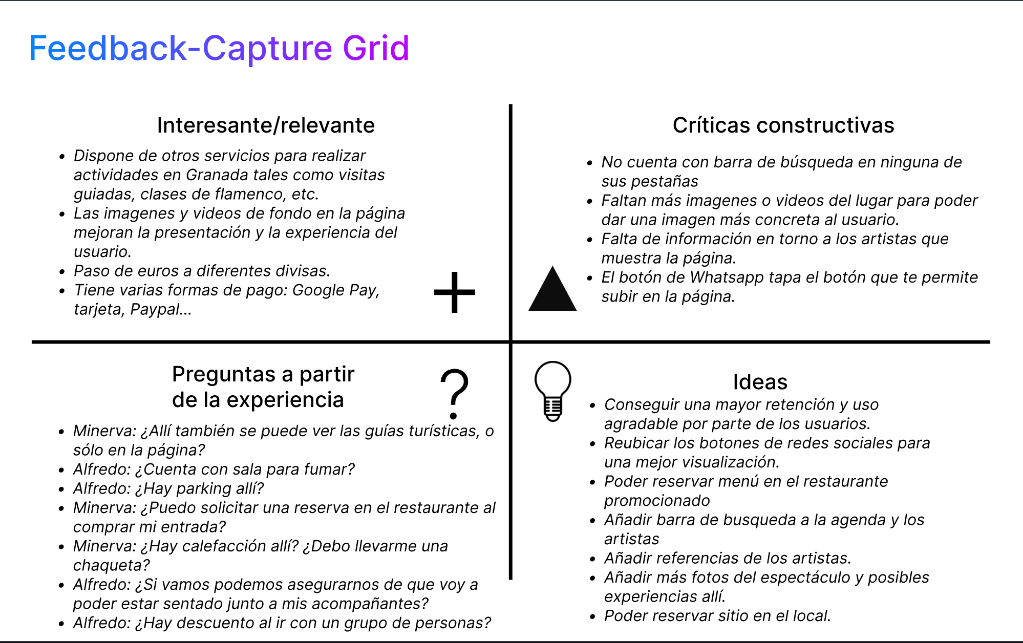 Feedback-Capture Grid
Interesante/relevante
• Dispone de otros servicios para realizar
actividades en Granada tales como visitas
guiadas, clases de flamenco, etc.
• Las imagenes y videos de fondo en la página
mejoran la presentación y la experiencia del
usuario.
• Paso de euros a diferentes divisas.
• Tiene varias formas de pago: Google Pay,
tarjeta, Paypal...
+
Críticas constructivas
• No cuenta con barra de búsqueda en ninguna de
sus pestañas
• Faltan más imagenes o videos del lugar para poder
dar una imagen más concreta al usuario.
• Falta de información en torno a los artistas que
muestra la página.
• El botón de Whatsapp tapa el botón que te permite
subir en la página.
Preguntas a partir
de la experiencia
?
• Minerva: ¿Allí también se puede ver las guías turísticas, o
sólo en la página?
• Alfredo: ¿Cuenta con sala para fumar?
• Alfredo: ¿Hay parking allí?
• Minerva: ¿Puedo solicitar una reserva en el restaurante al
comprar mi entrada?
• Minerva: ¿Hay calefacción allí? ¿Debo llevarme una
chaqueta?
• Alfredo: ¿Si vamos podemos asegurarnos de que voy a
poder estar sentado junto a mis acompañantes?
• Alfredo: ¿Hay descuento al ir con un grupo de personas?
Ideas
• Conseguir una mayor retención y uso
agradable por parte de los usuarios.
• Reubicar los botones de redes sociales para
una mejor visualización.
• Poder reservar menú en el restaurante
promocionado
• Añadir barra de busqueda a la agenda y los
artistas
• Añadir referencias de los artistas.
• Añadir más fotos del espectáculo y posibles
experiencias allí.
• Poder reservar sitio en el local.